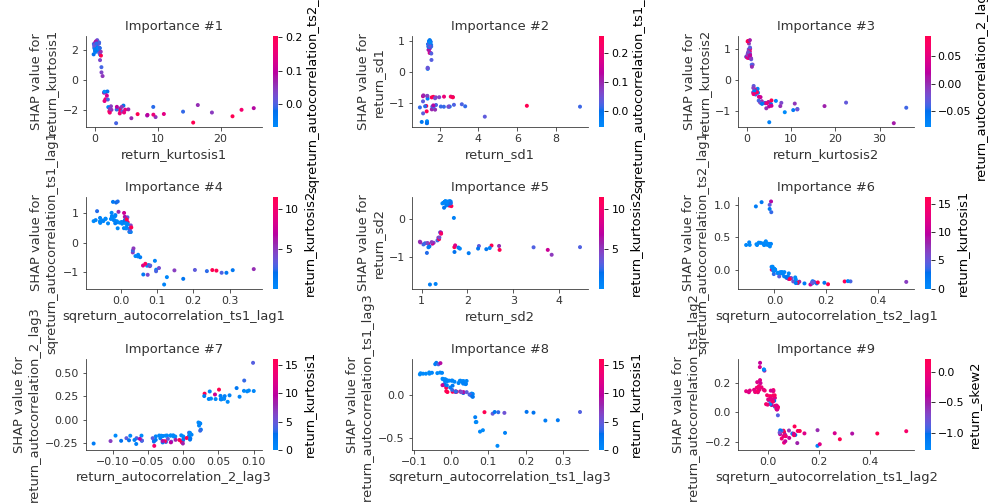 Importance #1
SHAP value for
return_kurtosis1
2
0
−2
0
10
20
return_kurtosis1
0.2
0.1
0.0
sqreturn_autocorrelation_ts2_
Importance #2
SHAP value for
return_sd1
1
0
−1
2
4
6
8
return_sd1
0.2
0.1
0.0
sqreturn_autocorrelation_ts1_
Importance #3
SHAP value for
return_kurtosis2
1
0
−1
0
10
20
30
return_kurtosis2
0.05
0.00
−0.05
return_autocorrelation_2_lag
Importance #4
SHAP value for
sqreturn_autocorrelation_ts1_lag1
1
0
−1
0.0
0.1
0.2
0.3
sqreturn_autocorrelation_ts1_lag1
10
5
return_kurtosis2
Importance #5
SHAP value for
return_sd2
0
−1
1
2
3
4
return_sd2
10
5
return_kurtosis2
Importance #6
SHAP value for
sqreturn_autocorrelation_ts2_lag1
1.0
0.5
0.0
0.0
0.2
0.4
sqreturn_autocorrelation_ts2_lag1
15
10
5
0
return_kurtosis1
Importance #7
SHAP value for
return_autocorrelation_2_lag3
0.50
0.25
0.00
−0.25
−0.10
−0.05
0.00
0.05
0.10
return_autocorrelation_2_lag3
15
10
5
0
return_kurtosis1
Importance #8
SHAP value for
sqreturn_autocorrelation_ts1_lag3
0.0
−0.5
−0.1
0.0
0.1
0.2
0.3
sqreturn_autocorrelation_ts1_lag3
15
10
5
0
return_kurtosis1
Importance #9
SHAP value for
sqreturn_autocorrelation_ts1_lag2
0.2
0.0
−0.2
0.0
0.2
0.4
sqreturn_autocorrelation_ts1_lag2
0.0
−0.5
−1.0
return_skew2